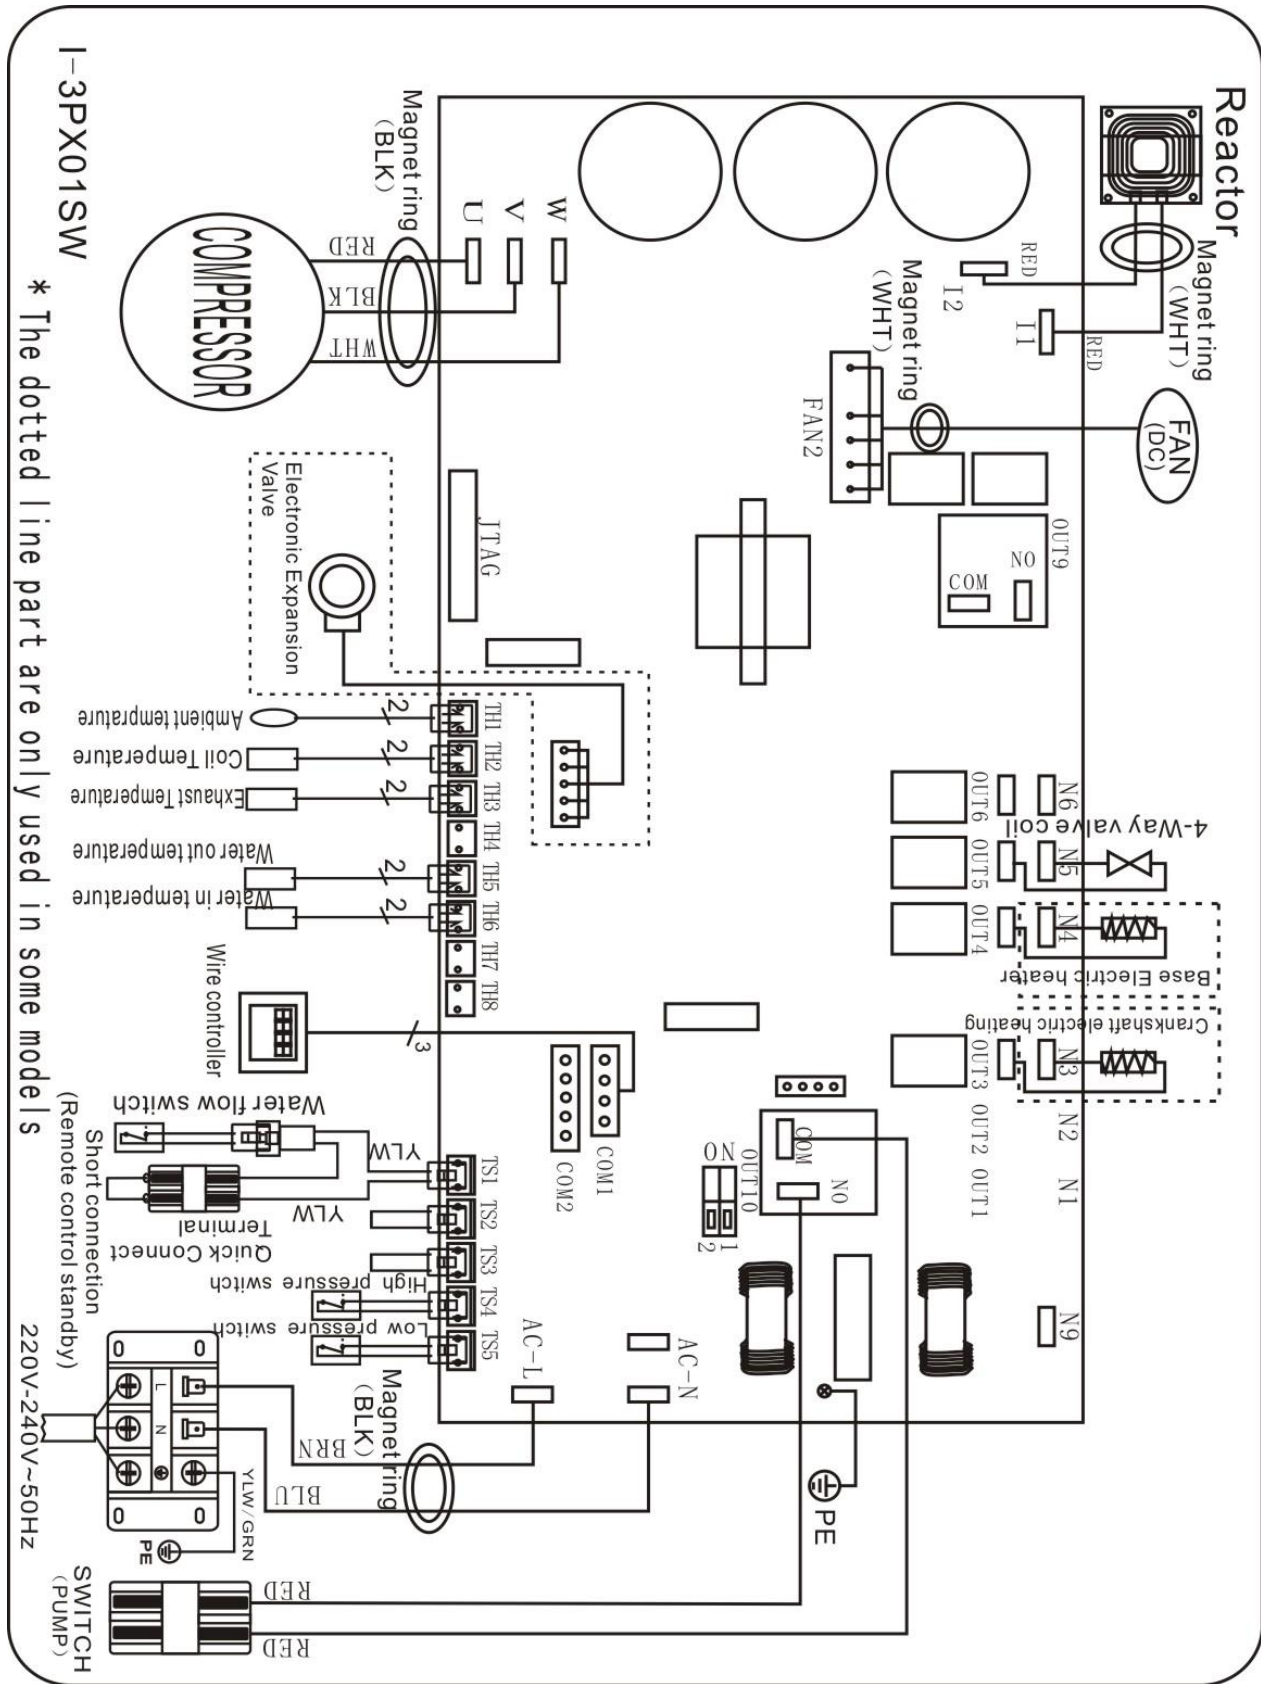 Reactor
Magnet ring
(WHT)
RED
RED
I2
I1
Magnet ring
(WHT)
FAN
(DC)
FAN2
OUT9
NO
COM
Magnet ring
(BLK)
W
V
U
RED
BLK
WHT
COMPRESSOR
I-3PX01SW
JTAG
Electronic Expansion
Valve
N6
OUT6
4-Way valve coil
N5
OUT5
N4
OUT4
Base Electric heater
Crankshaft electric heating
N3
OUT3
N2
OUT2
N1
OUT1
N9
TH1
TH2
TH3
TH4
TH5
TH6
TH7
TH8
2
2
2
2
2
Ambient temprature
Coil Temperature
Exhaust Temperature
Water out temperature
Water in temperature
Wire controller
3
COM1
COM2
COM
NO
OUT10
ON
1
2
TS1
TS2
TS3
TS4
TS5
YLW
YLW
Water flow switch
Quick Connect
Terminal
Short connection
(Remote control standby)
High pressure switch
Low pressure switch
AC-L
AC-N
Magnet ring
(BLK)
BRN
BLU
L
N
YLW/GRN
PE
PE
220V-240V~50Hz
RED
RED
SWITCH
(PUMP)
* The dotted line part are only used in some models